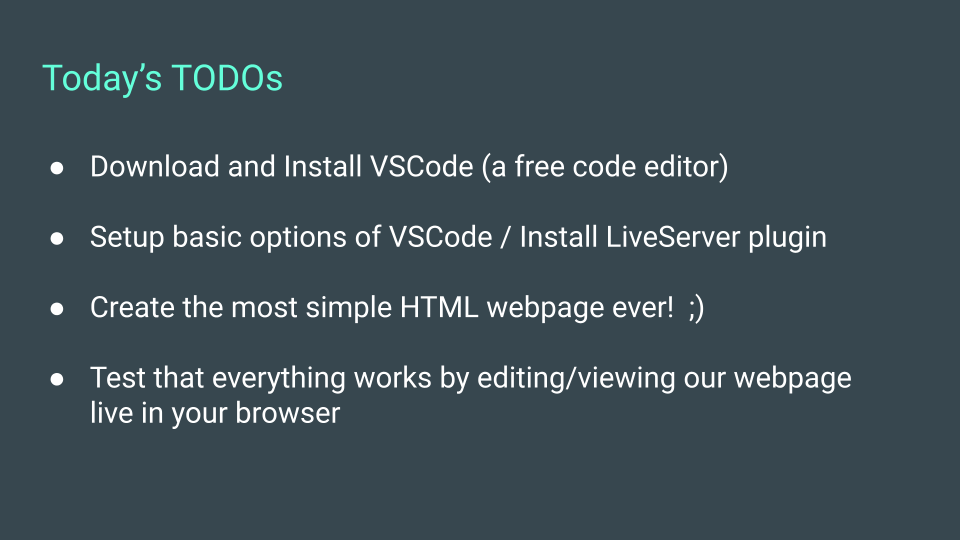 Today’s TODOs
● Download and Install VSCode (a free code editor)
● Setup basic options of VSCode / Install LiveServer plugin
● Create the most simple HTML webpage ever!  ;)
● Test that everything works by editing/viewing our webpage
live in your browser